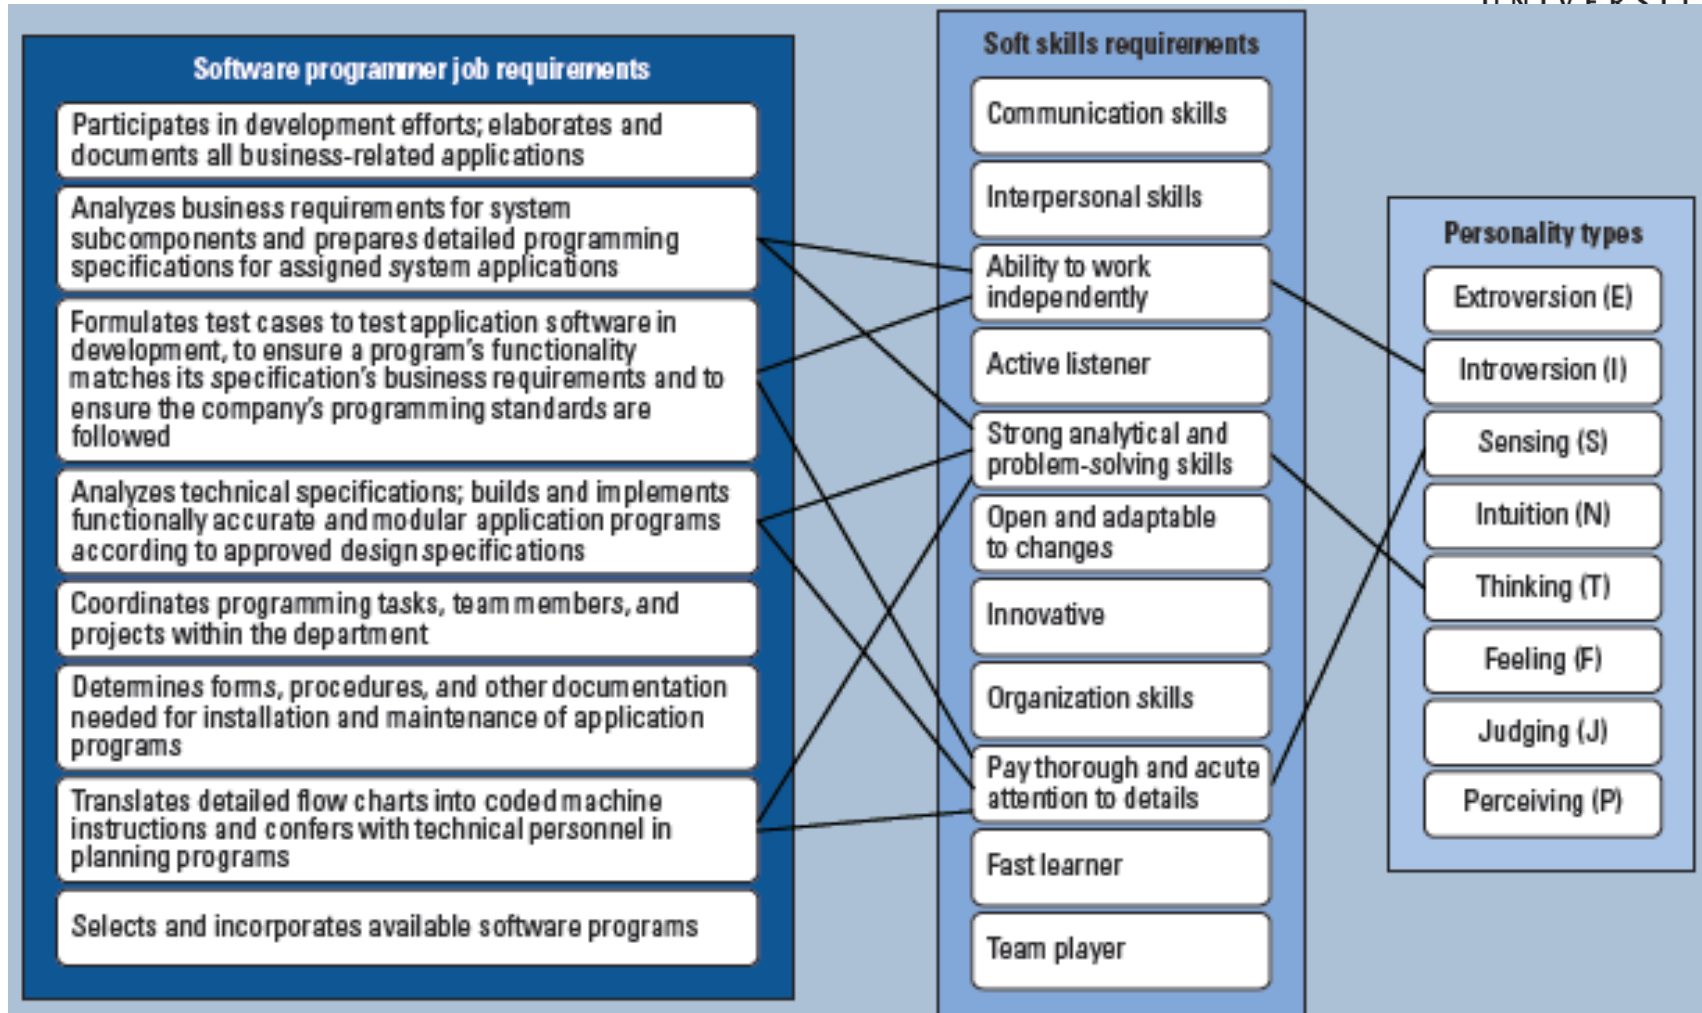 Software programmer job requirements
Participates in development efforts; elaborates and
documents all business-related applications
Analyzes business requirements for system
subcomponents and prepares detailed programming
specifications for assigned system applications
Formulates test cases to test application software in
development, to ensure a program's functionality
matches its specification's business requirements and to
ensure the company's programming standards are
followed
Analyzes technical specifications; builds and implements
functionally accurate and modular application programs
according to approved design specifications
Coordinates programming tasks, team members, and
projects within the department
Determines forms, procedures, and other documentation
needed for installation and maintenance of application
programs
Translates detailed flow charts into coded machine
instructions and confers with technical personnel in
planning programs
Selects and incorporates available software programs
Soft skills requirements
Communication skills
Interpersonal skills
Ability to work
independently
Active listener
Strong analytical and
problem-solving skills
Open and adaptable
to changes
Innovative
Organization skills
Pay thorough and acute
attention to details
Fast learner
Team player
Personality types
Extroversion (E)
Introversion (I)
Sensing (S)
Intuition (N)
Thinking (T)
Feeling (F)
Judging (J)
Perceiving (P)